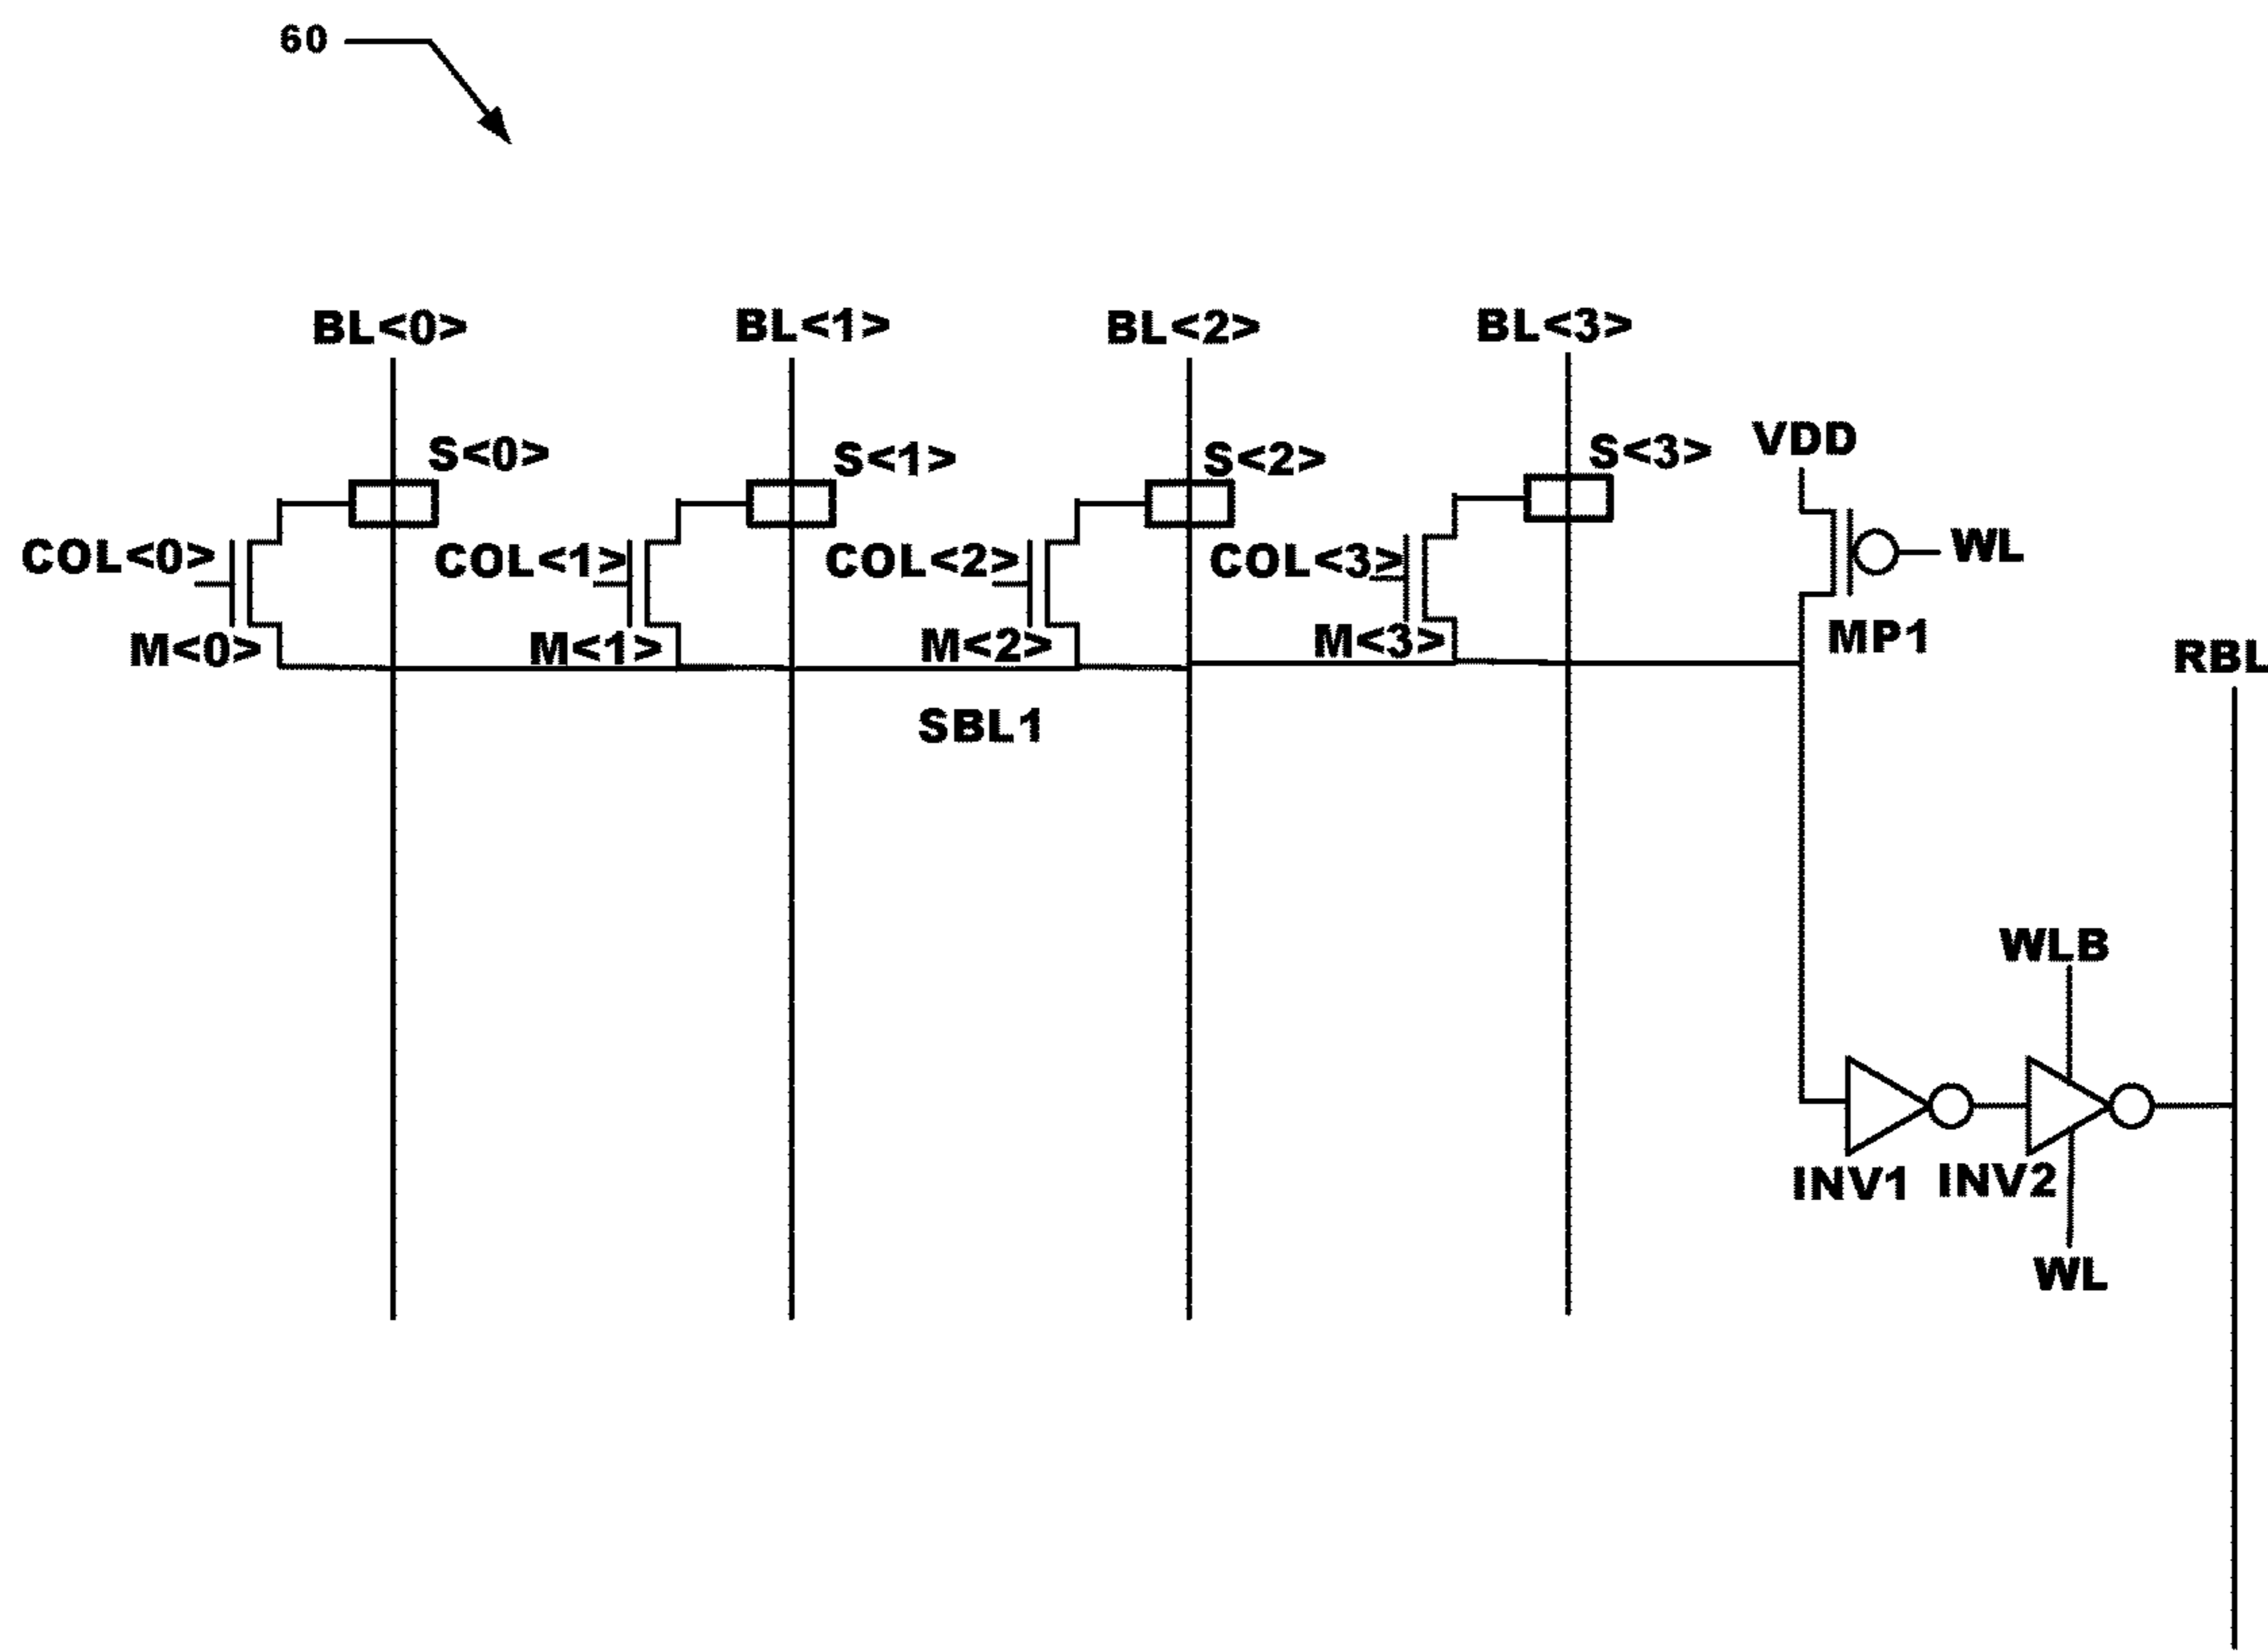 60
BL<0> BL<1> BL<2> BL<3>
S<0> S<1> S<2> S<3>
VDD
COL<0> COL<1> COL<2> COL<3>
WL
M<0> M<1> M<2> M<3>
MP1
RBL
SBL1
WLB
INV1 INV2
WL